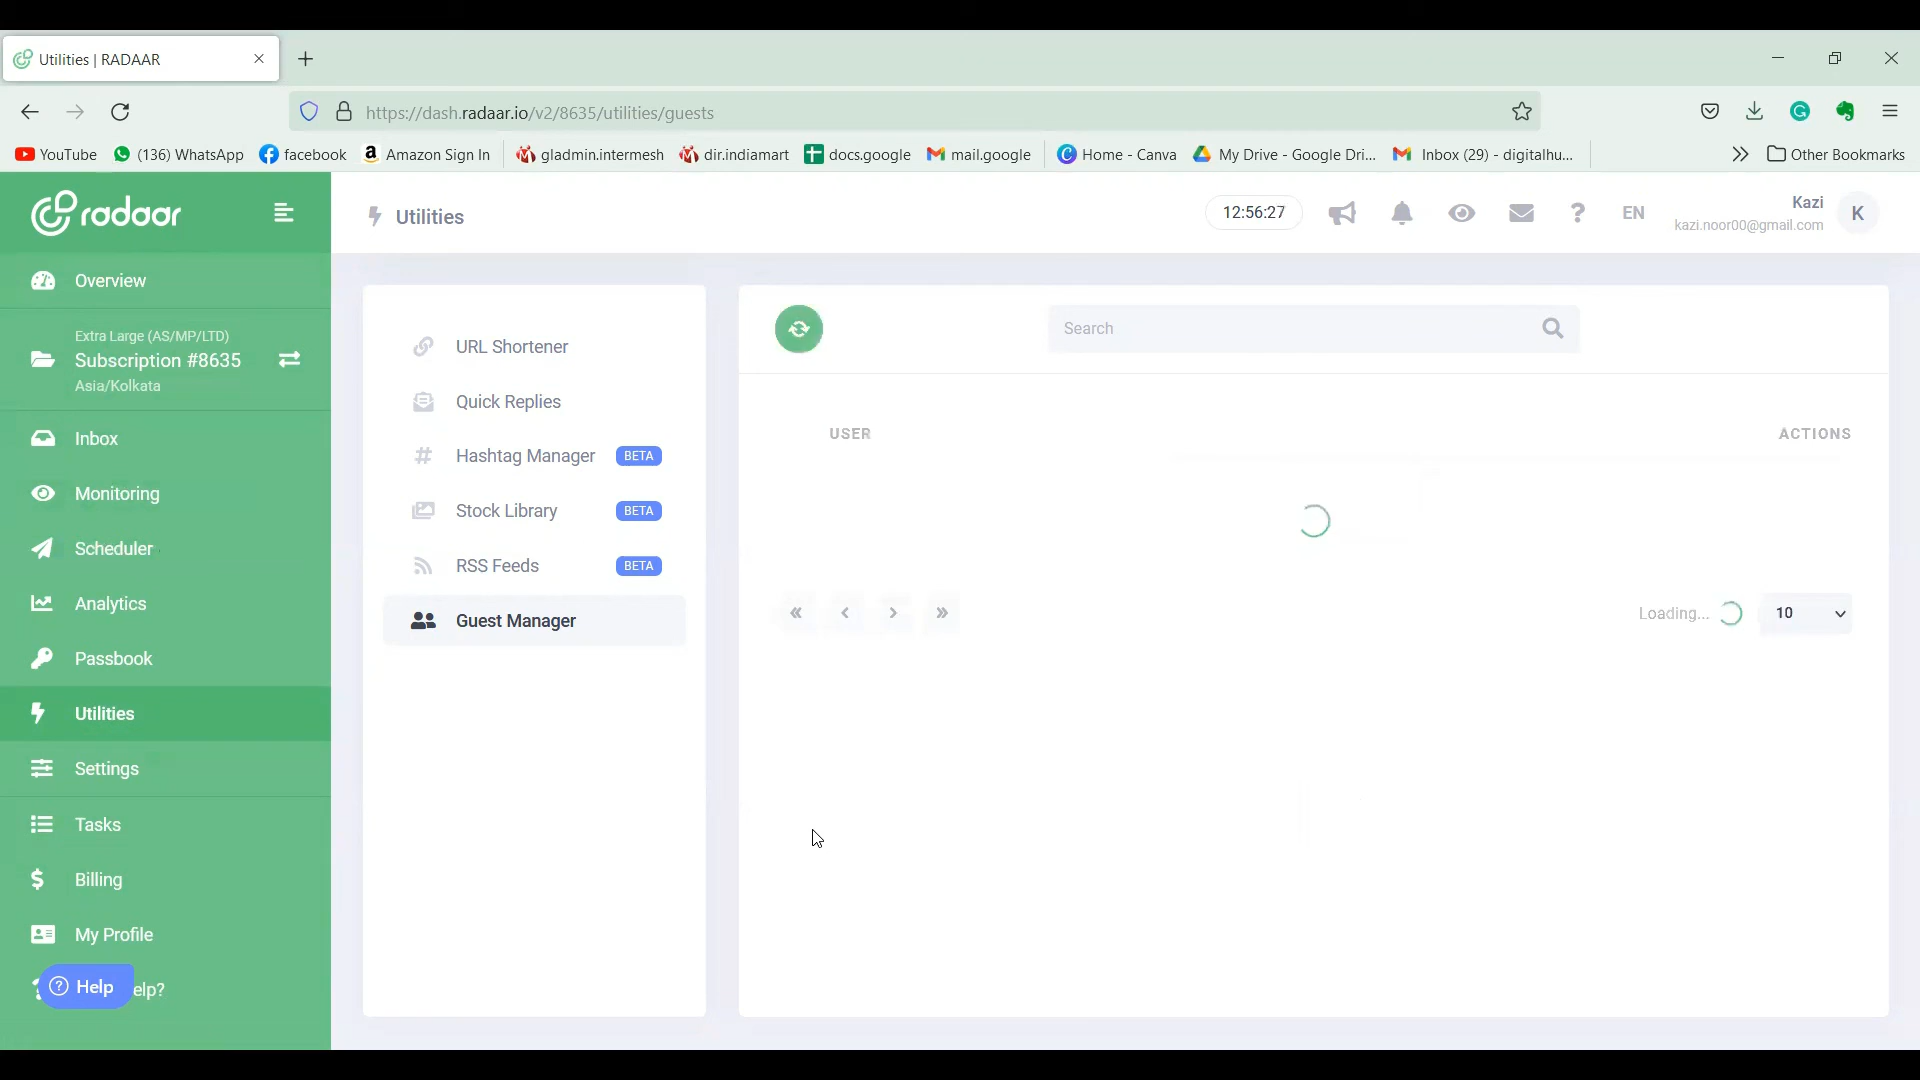 Utilities | RADAAR
https://dash.radaar.io/v2/8635/utilities/guests
YouTube
(136) WhatsApp
facebook
Amazon Sign In
gladmin.intermesh
dir.indiamart
docs.google
mail.google
Home - Canva
My Drive - Google Dri...
Inbox (29) - digitalhu...
Other Bookmarks
radaar
Utilities
12:56:27
EN
Kazi
kazi.noor00@gmail.com
K
Overview
Extra Large (AS/MP/LTD)
Subscription #8635
Asia/Kolkata
Inbox
Monitoring
Scheduler
Analytics
Passbook
Utilities
Settings
Tasks
Billing
My Profile
Help
elp?
URL Shortener
Quick Replies
Hashtag Manager BETA
Stock Library BETA
RSS Feeds BETA
Guest Manager
Search
USER ACTIONS
Loading... 10